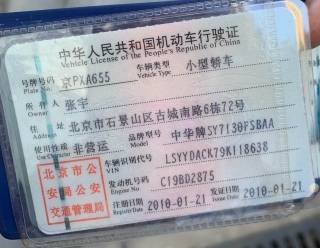 中华人民共和国机动车行驶证
Vehicle License of the People's Republic of China
号牌号码 京PXA655 车辆类型 小型轿车
Plate No. Vehicle Type
所有人 张宇
Owner
住址 北京市石景山区古城南路6栋72号
Address
使用性质 非营运 品牌型号 中华牌SY7130FSBAA
Use Character Model
车辆识别代号 LSYYDACK79K118638
VIN
发动机号码 C19BD2875
Engine No.
注册日期 2010-01-21 发证日期 2010-01-21
Register Date Issue Date
北京市公
安局公安
交通管理局